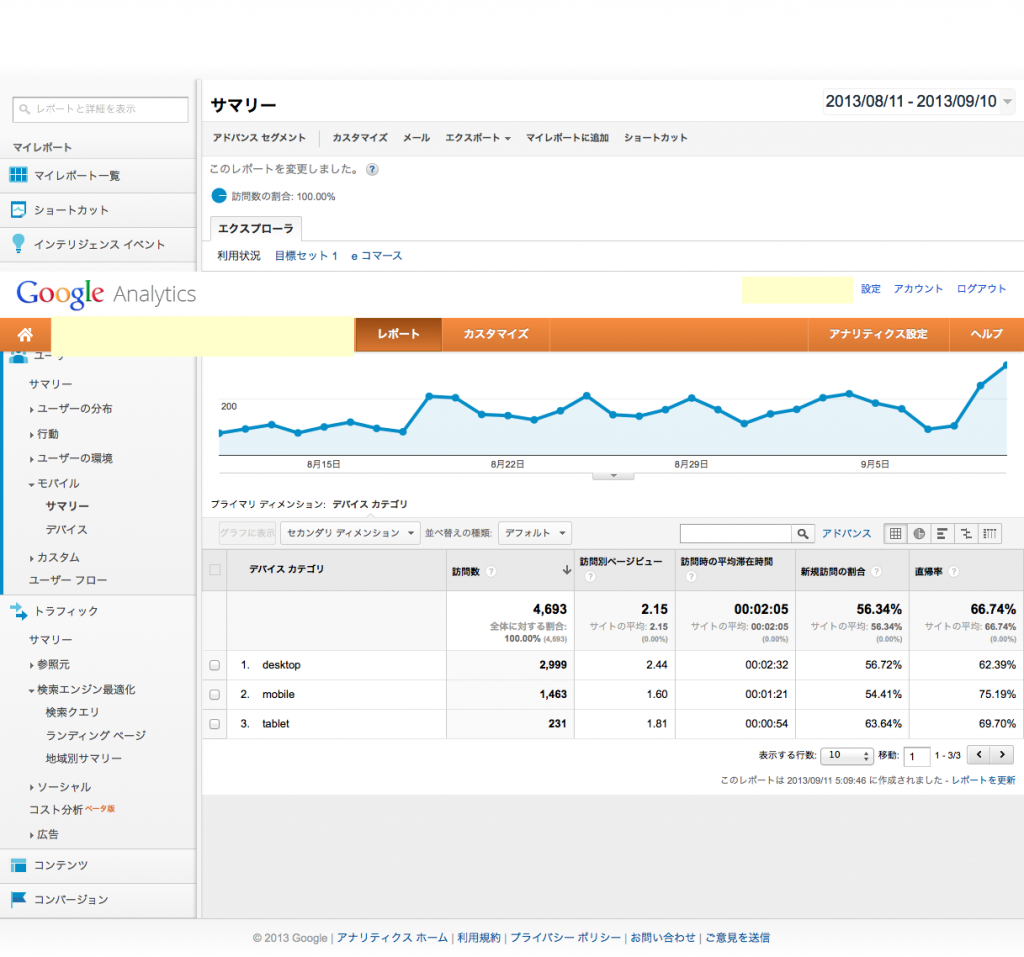 レポートと詳細を表示
マイレポート
マイレポート一覧
ショートカット
インテリジェンス イベント
サマリー
2013/08/11 - 2013/09/10
アドバンス セグメント カスタマイズ メール エクスポート マイレポートに追加 ショートカット
このレポートを変更しました。 ?
訪問数の割合: 100.00%
エクスプローラ
利用状況 目標セット 1 e コマース
Google Analytics
設定 アカウント ログアウト
レポート カスタマイズ アナリティクス設定 ヘルプ
ユーザー
サマリー
ユーザーの分布
行動
ユーザーの環境
モバイル
サマリー
デバイス
カスタム
ユーザー フロー
トラフィック
サマリー
参照元
検索エンジン最適化
検索クエリ
ランディング ページ
地域別サマリー
ソーシャル
コスト分析 ベータ版
広告
コンテンツ
コンバージョン
200
8月15日 8月22日 8月29日 9月5日
プライマリ ディメンション: デバイス カテゴリ
グラフに表示 セカンダリ ディメンション 並べ替えの種類: デフォルト アドバンス
デバイス カテゴリ 訪問数 ? 訪問別ページビュー ? 訪問時の平均滞在時間 ? 新規訪問の割合 ? 直帰率 ?
4,693 2.15 00:02:05 56.34% 66.74%
全体に対する割合: サイトの平均: 2.15 サイトの平均: 00:02:05 サイトの平均: 56.34% サイトの平均: 66.74%
100.00% (4,693) (0.00%) (0.00%) (0.00%) (0.00%)
1. desktop 2,999 2.44 00:02:32 56.72% 62.39%
2. mobile 1,463 1.60 00:01:21 54.41% 75.19%
3. tablet 231 1.81 00:00:54 63.64% 69.70%
表示する行数: 10 移動: 1 1 - 3/3
このレポートは 2013/09/11 5:09:46 に作成されました - レポートを更新
© 2013 Google | アナリティクス ホーム | 利用規約 | プライバシー ポリシー | お問い合わせ | ご意見を送信